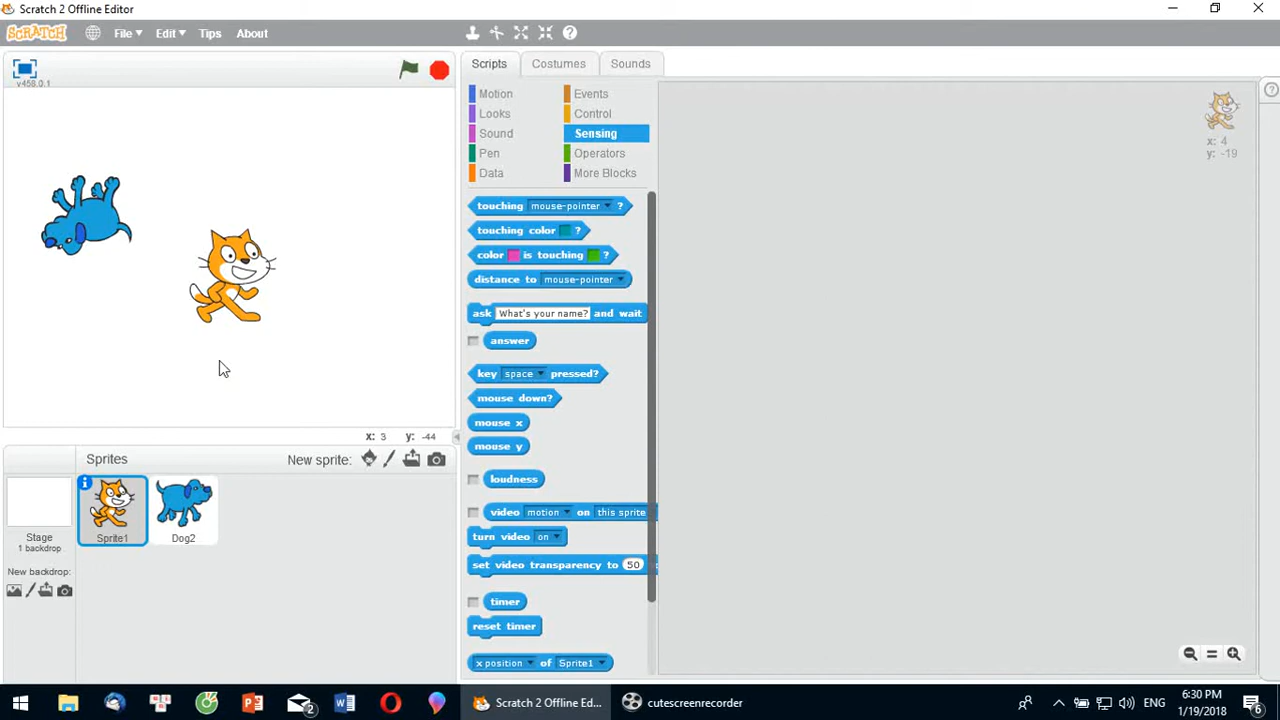 Scratch 2 Offline Editor
SCRATCH File Edit Tips About
v458.0.1
Scripts Costumes Sounds
Motion Events
Looks Control
Sound Sensing
Pen Operators
Data More Blocks
x: 4
y: -19
touching mouse-pointer ?
touching color ?
color is touching ?
distance to mouse-pointer
ask What's your name? and wait
answer
key space pressed?
mouse down?
mouse x
mouse y
loudness
video motion on this sprite
turn video on
set video transparency to 50
timer
reset timer
x position of Sprite1
x: 3 y: -44
Sprites New sprite:
Stage
1 backdrop
New backdrop:
Sprite1
Dog2
2
Scratch 2 Offline Edi...
cutescreenrecorder
ENG
6:30 PM
1/19/2018
6